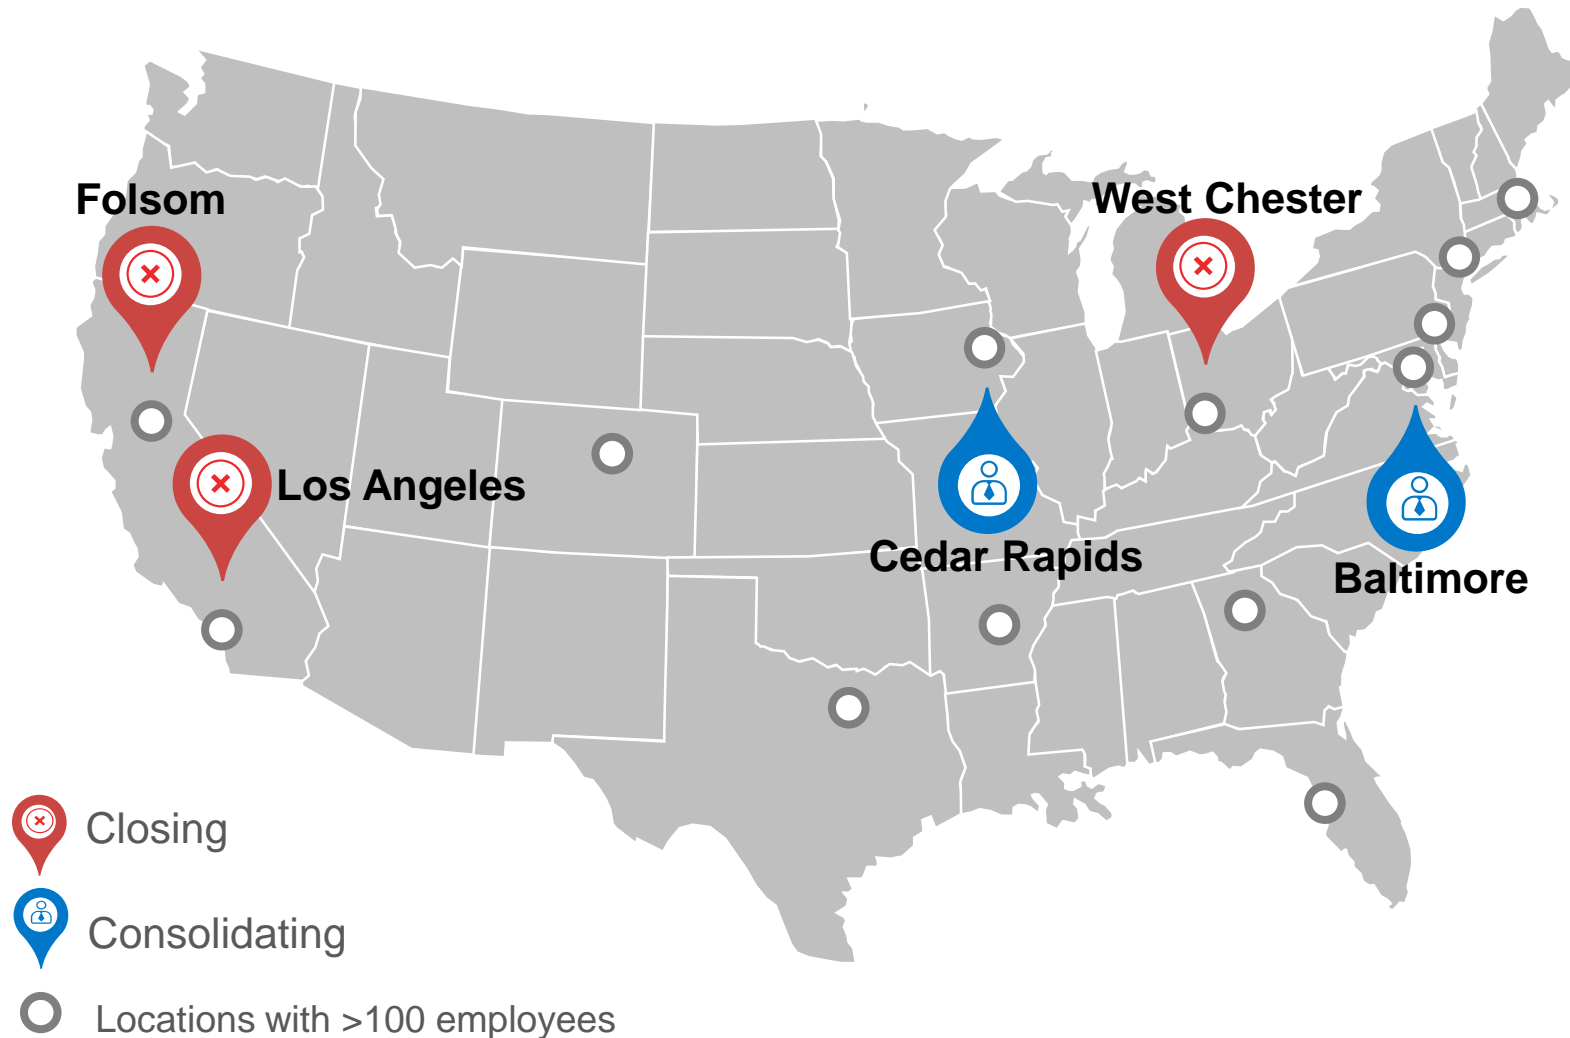 Folsom
West Chester
Los Angeles
Cedar Rapids
Baltimore
Closing
Consolidating
Locations with >100 employees